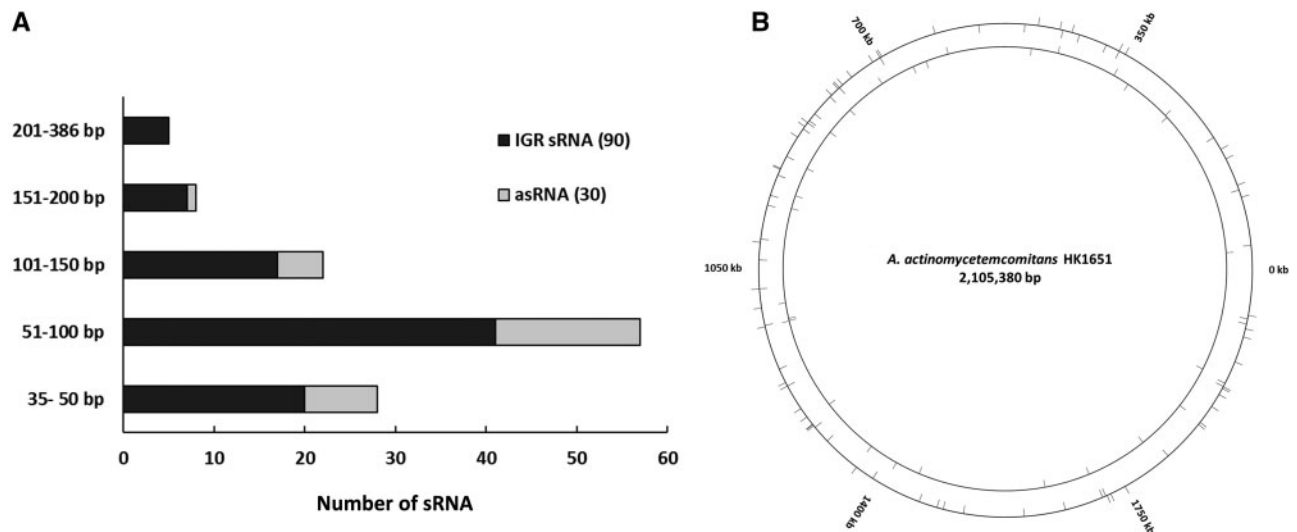 A
201-386 bp
151-200 bp
101-150 bp
51-100 bp
35- 50 bp
0 10 20 30 40 50 60
Number of sRNA
IGR sRNA (90)
asRNA (30)
B
700 kb
350 kb
1050 kb
A. actinomycetemcomitans HK1651
2,105,380 bp
0 kb
1400 kb
1750 kb